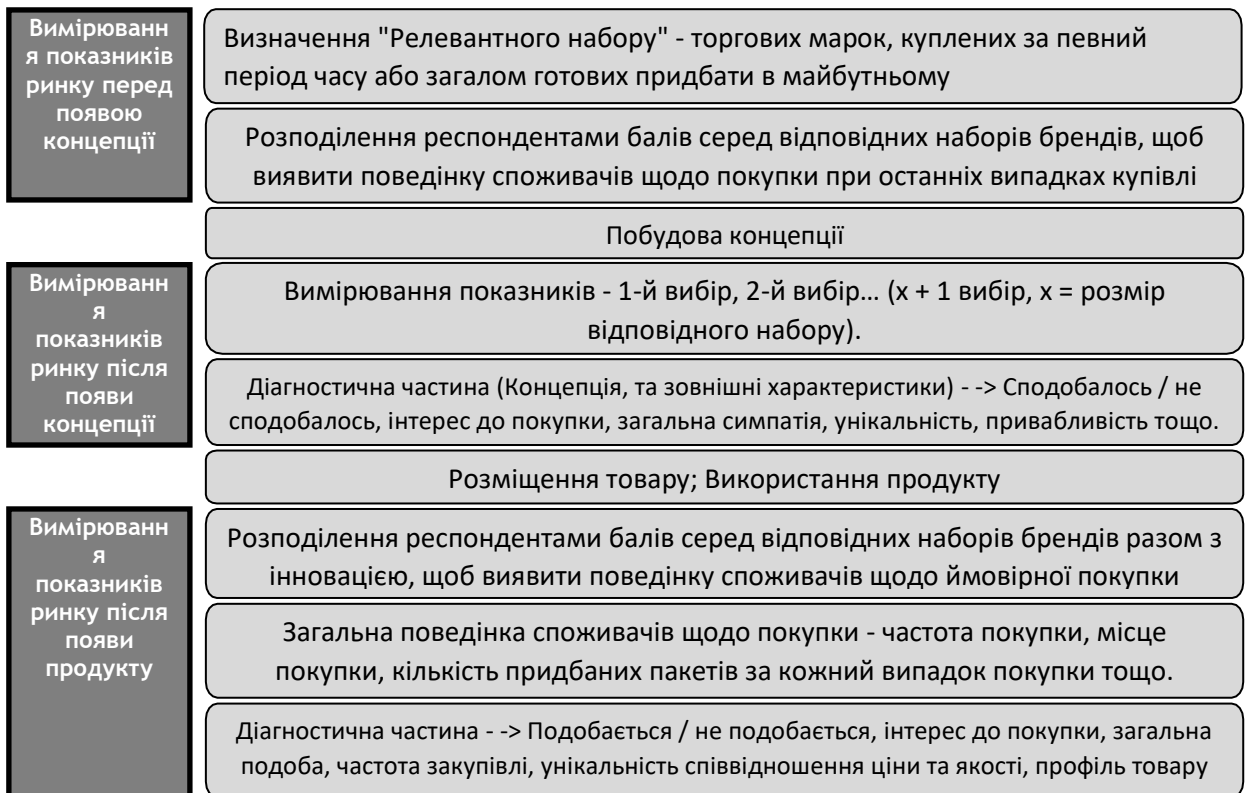 Вимірюванн
я показників
ринку перед
появою
концепції
Визначення "Релевантного набору" - торгових марок, куплених за певний
період часу або загалом готових придбати в майбутньому
Розподілення респондентами балів серед відповідних наборів брендів, щоб
виявити поведінку споживачів щодо покупки при останніх випадках купівлі
Побудова концепції
Вимірюванн
я
показників
ринку після
появи
концепції
Вимірювання показників - 1-й вибір, 2-й вибір... (х + 1 вибір, х = розмір
відповідного набору).
Діагностична частина (Концепція, та зовнішні характеристики) - -> Сподобалось / не
сподобалось, інтерес до покупки, загальна симпатія, унікальність, привабливість тощо.
Розміщення товару; Використання продукту
Вимірюванн
я
показників
ринку після
появи
продукту
Розподілення респондентами балів серед відповідних наборів брендів разом з
інновацією, щоб виявити поведінку споживачів щодо ймовірної покупки
Загальна поведінка споживачів щодо покупки - частота покупки, місце
покупки, кількість придбаних пакетів за кожний випадок покупки тощо.
Діагностична частина - -> Подобається / не подобається, інтерес до покупки, загальна
подоба, частота закупівлі, унікальність співвідношення ціни та якості, профіль товару